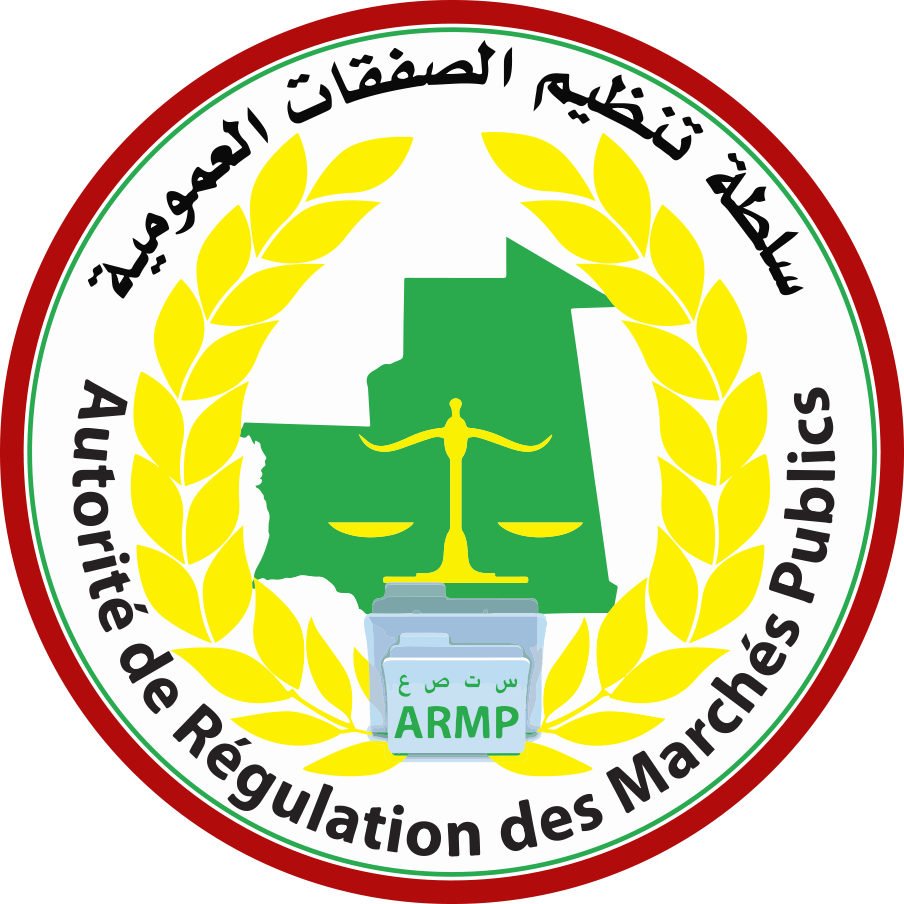 سلطة تنظيم الصفقات العمومية
س ت ص ع
ARMP
Autorité de Régulation des Marchés Publics